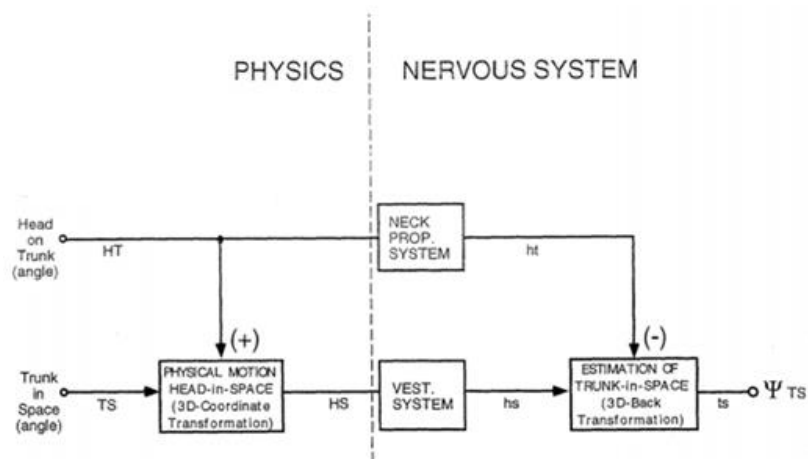 PHYSICS
NERVOUS SYSTEM
Head
on
Trunk
(angle)
HT
NECK
PROP.
SYSTEM
ht
(+)
(-)
Trunk
in
Space
(angle)
TS
PHYSICAL MOTION
HEAD-in-SPACE
(3D-Coordinate
Transformation)
HS
VEST.
SYSTEM
hs
ESTIMATION OF
TRUNK-in-SPACE
(3D-Back
Transformation)
ts
Ψ TS